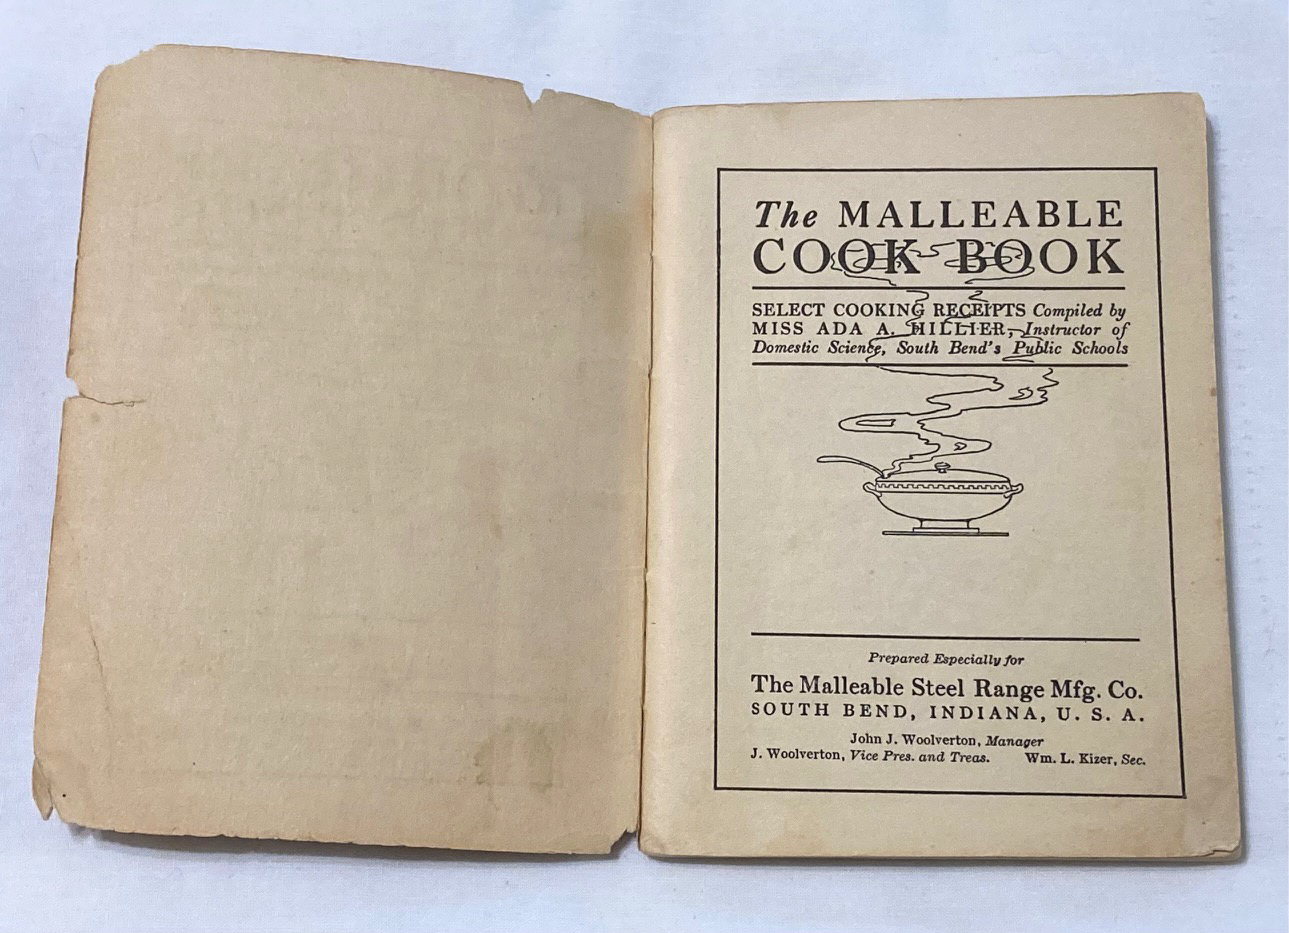 The MALLEABLE
COOK BOOK
SELECT COOKING RECEIPTS Compiled by
MISS ADA A. HILLIER, Instructor of
Domestic Science, South Bend's Public Schools
Prepared Especially for
The Malleable Steel Range Mfg. Co.
SOUTH BEND, INDIANA, U. S. A.
John J. Woolverton, Manager
J. Woolverton, Vice Pres. and Treas. Wm. L. Kizer, Sec.